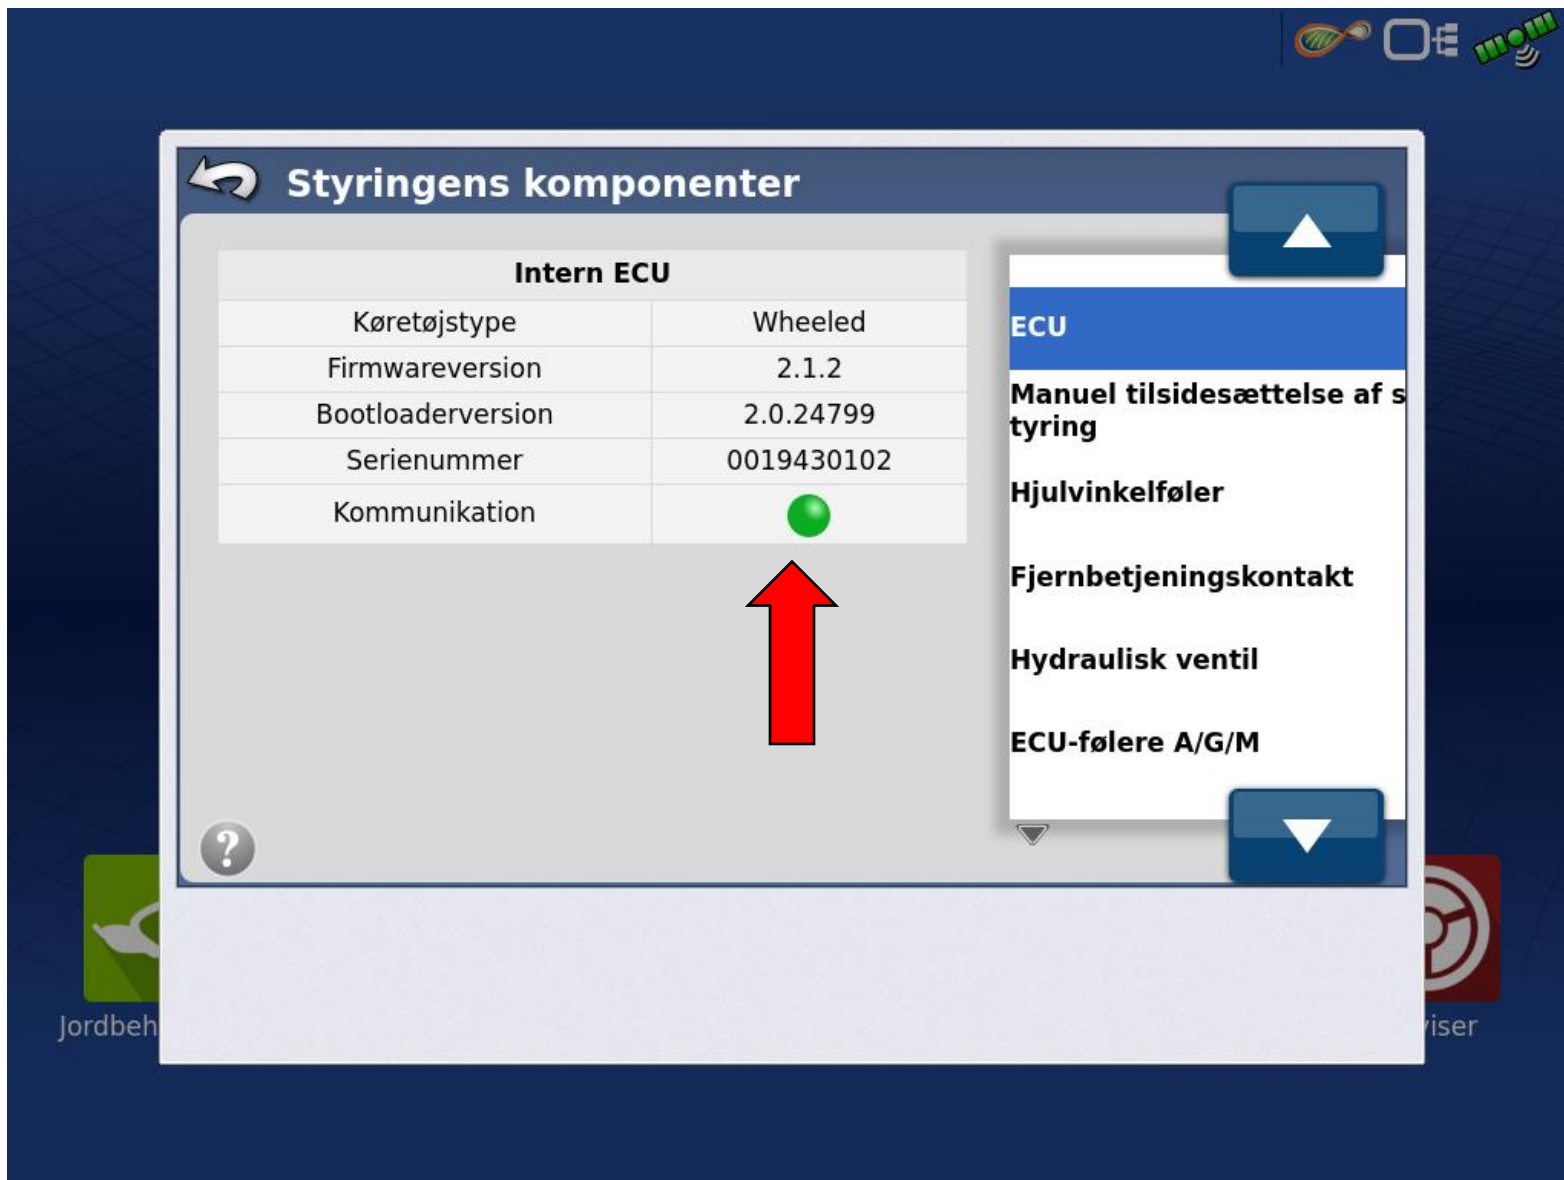 Styringens komponenter
Intern ECU
Køretøjstype Wheeled
Firmwareversion 2.1.2
Bootloaderversion 2.0.24799
Serienummer 0019430102
Kommunikation
ECU
Manuel tilsidesættelse af s
tyring
Hjulvinkelføler
Fjernbetjeningskontakt
Hydraulisk ventil
ECU-følere A/G/M
?
Jordbeh
viser